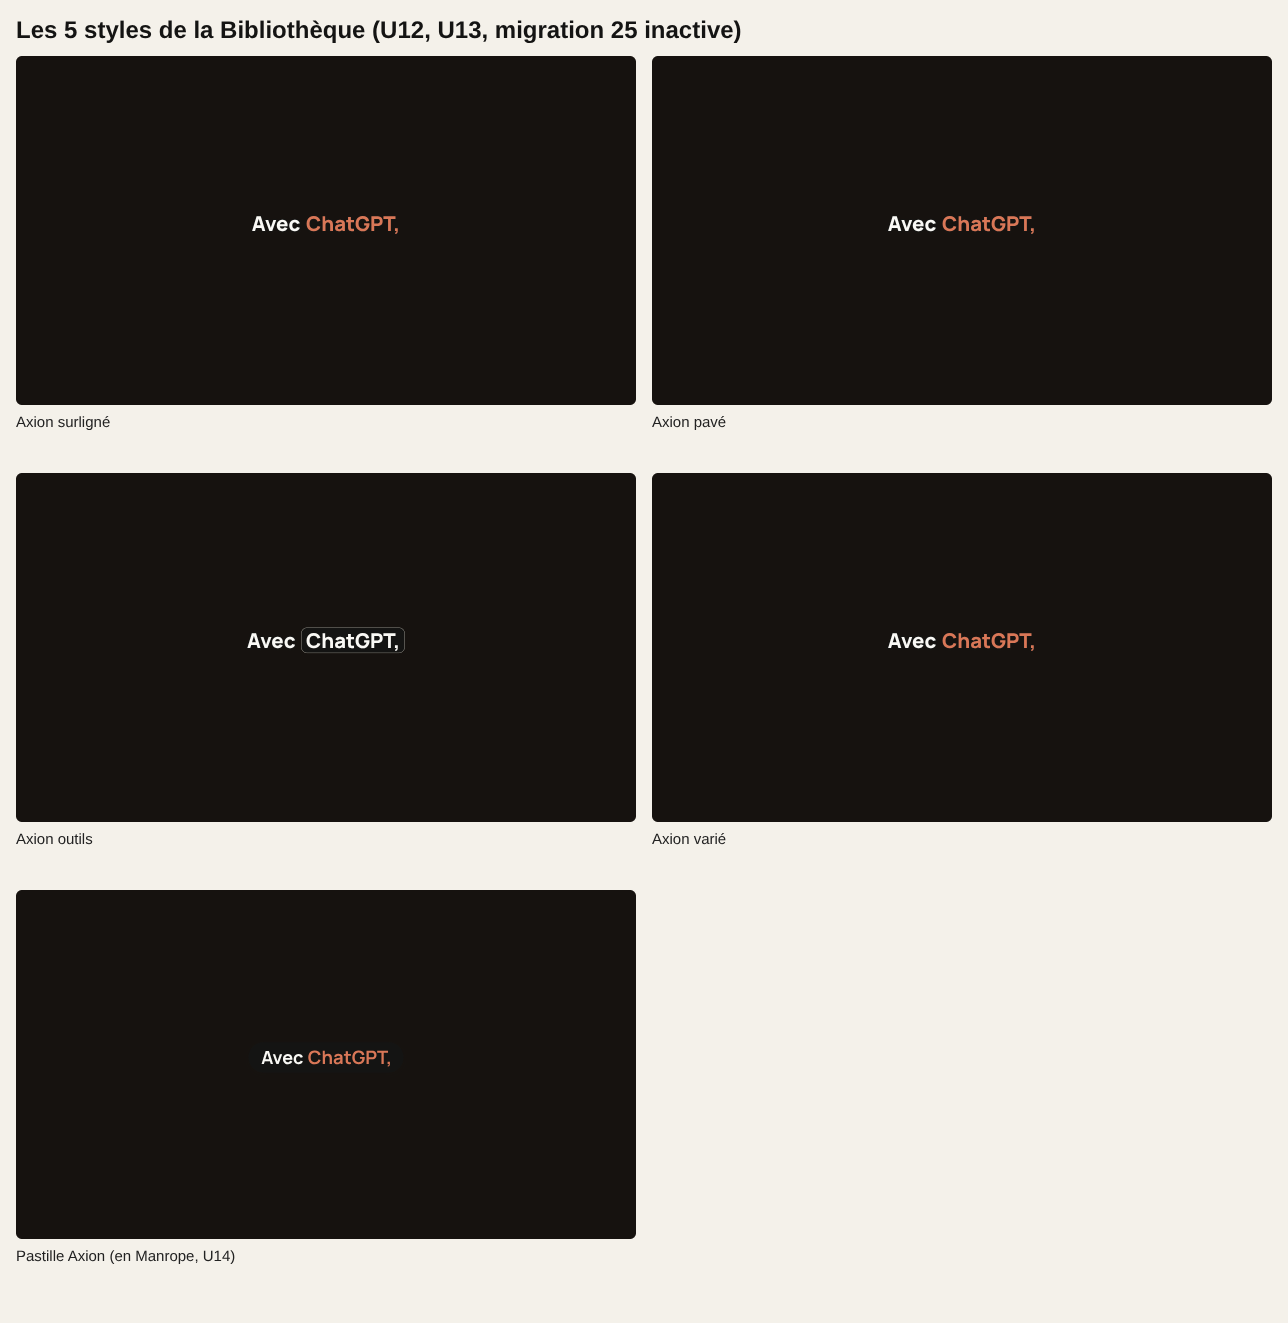 Les 5 styles de la Bibliothèque (U12, U13, migration 25 inactive)
Avec ChatGPT,
Avec ChatGPT,
Axion surligné
Axion pavé
Avec ChatGPT,
Avec ChatGPT,
Axion outils
Axion varié
Avec ChatGPT,
Pastille Axion (en Manrope, U14)